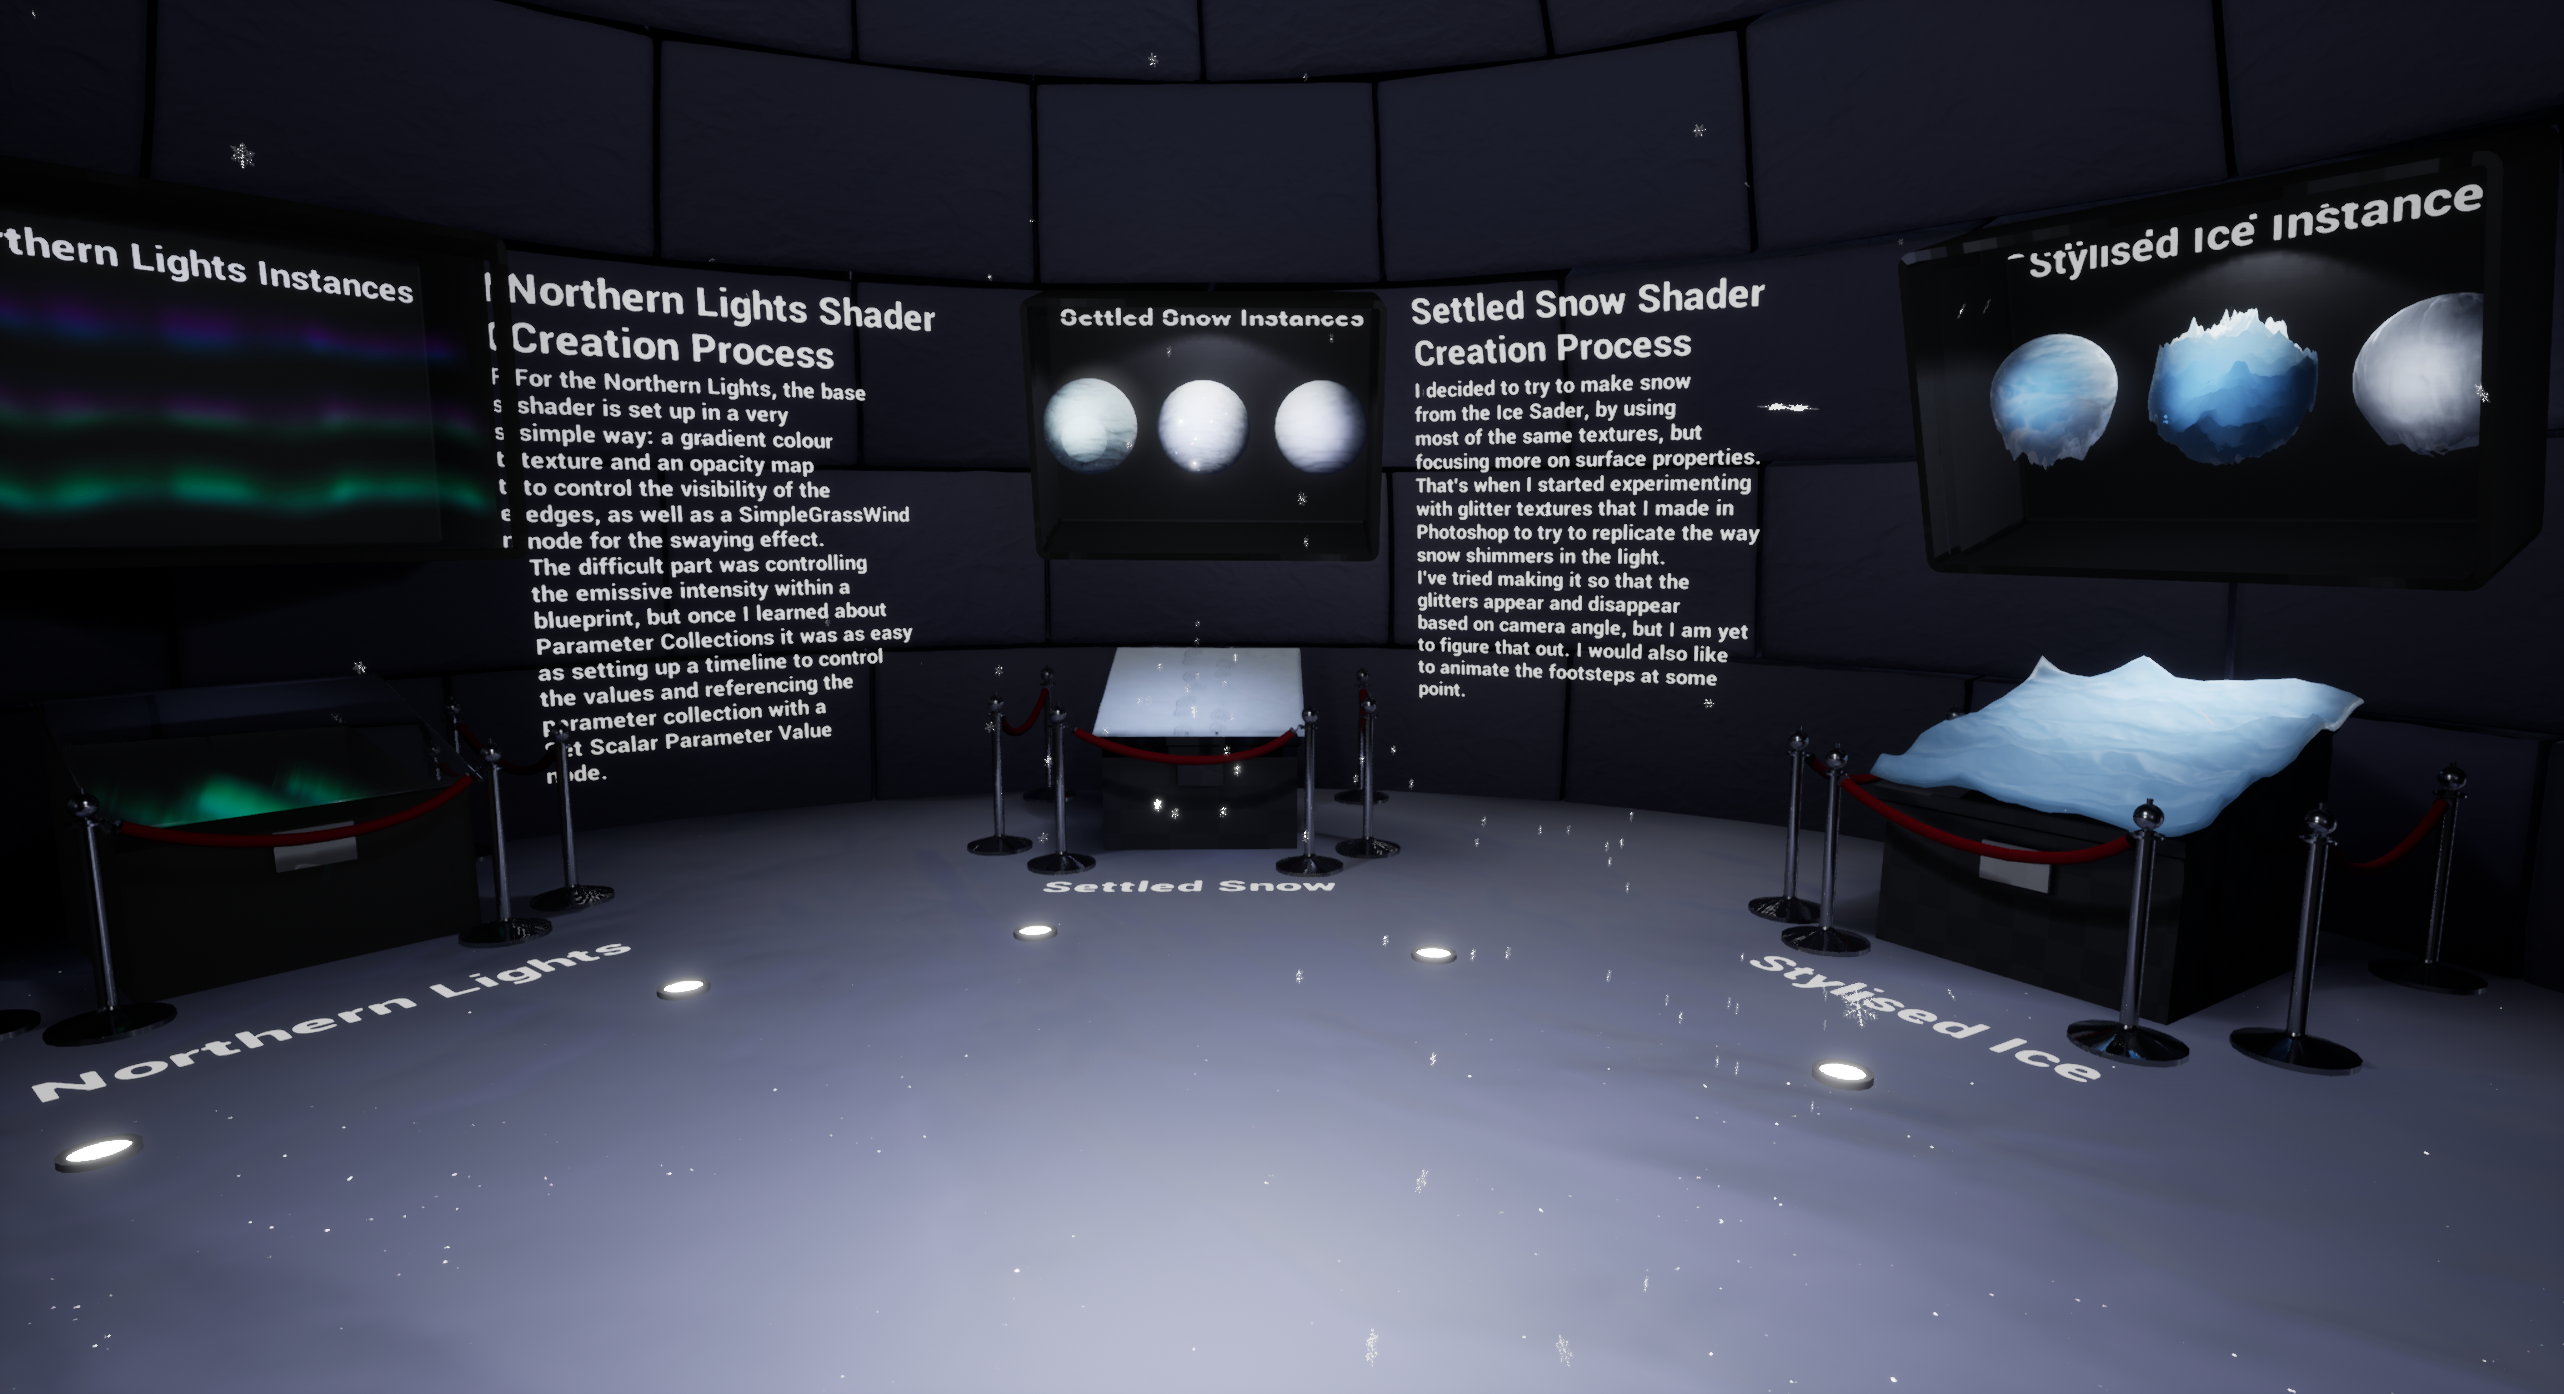 thern Lights Instances
Northern Lights Shader
Creation Process
For the Northern Lights, the base
shader is set up in a very
simple way: a gradient colour
texture and an opacity map
to control the visibility of the
edges, as well as a SimpleGrassWind
node for the swaying effect.
The difficult part was controlling
the emissive intensity within a
blueprint, but once I learned about
Parameter Collections it was as easy
as setting up a timeline to control
the values and referencing the
parameter collection with a
Set Scalar Parameter Value
node.
Settled Snow Instances
Settled Snow Shader
Creation Process
I decided to try to make snow
from the Ice Sader, by using
most of the same textures, but
focusing more on surface properties.
That's when I started experimenting
with glitter textures that I made in
Photoshop to try to replicate the way
snow shimmers in the light.
I've tried making it so that the
glitters appear and disappear
based on camera angle, but I am yet
to figure that out. I would also like
to animate the footsteps at some
point.
Stylised Ice Instance
Northern Lights
Settled Snow
Stylised Ice